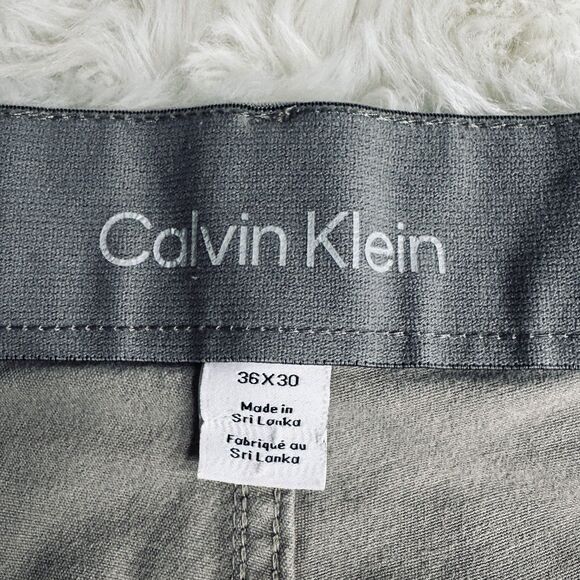 Calvin Klein
36X30
Made in
Sri Lanka
Fabriqué au
Sri Lanka